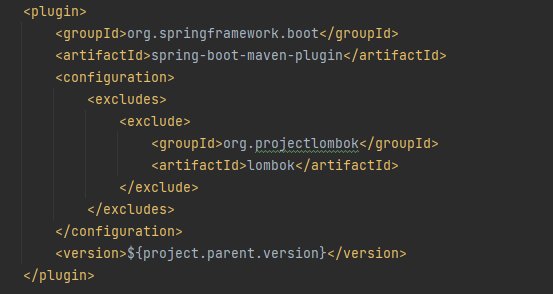 <plugin>
<groupId>org.springframework.boot</groupId>
<artifactId>spring-boot-maven-plugin</artifactId>
<configuration>
<excludes>
<exclude>
<groupId>org.projectlombok</groupId>
<artifactId>lombok</artifactId>
</exclude>
</excludes>
</configuration>
<version>${project.parent.version}</version>
</plugin>